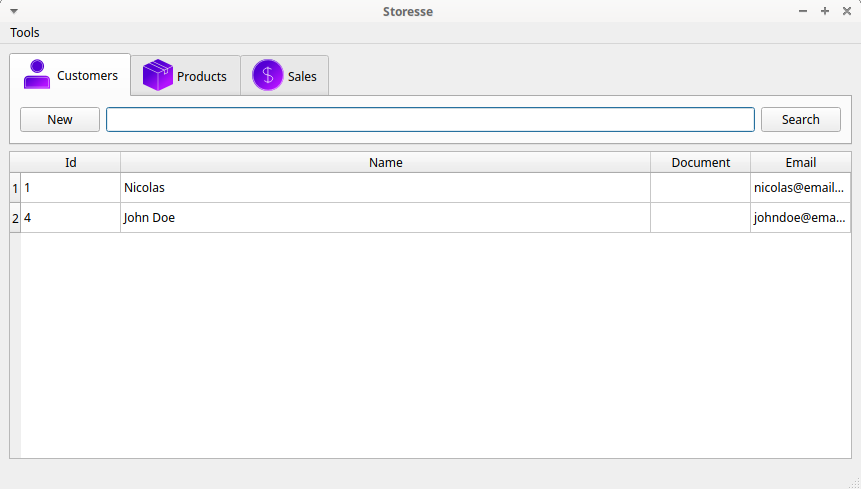 Storesse
Tools
Customers Products Sales
New Search
Id Name Document Email
1 1 Nicolas nicolas@email...
2 4 John Doe johndoe@ema...